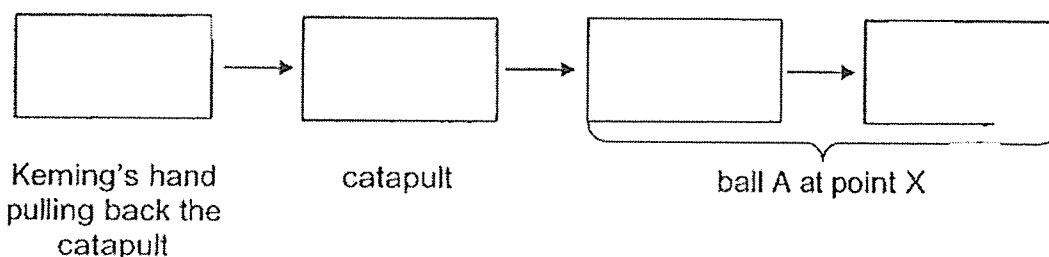 Keming's hand
pulling back the
catapult
catapult
ball A at point X